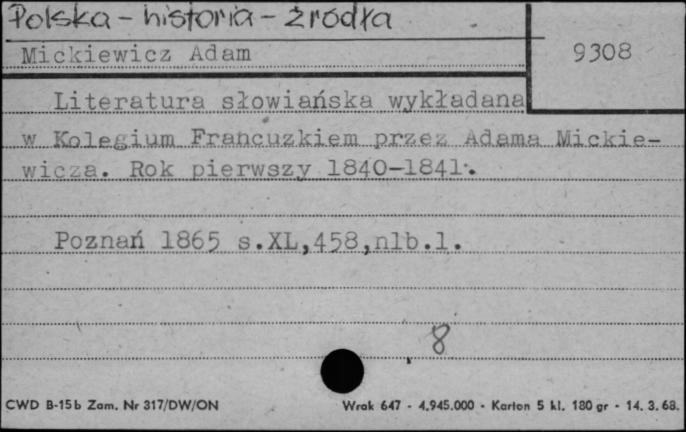 Polska - historia - źródła
Mickiewicz Adam
9308
Literatura słowiańska wykładana
w Kolegium Francuzkiem przez Adama Mickie-
wicza. Rok pierwszy 1840-1841.
Poznań 1865 s.XL,458,nlb.1.
8
CWD B-15b Zam. Nr 317/DW/ON
Wrak 647 - 4.945.000 - Karton 5 kl. 180 gr - 14. 3. 68.